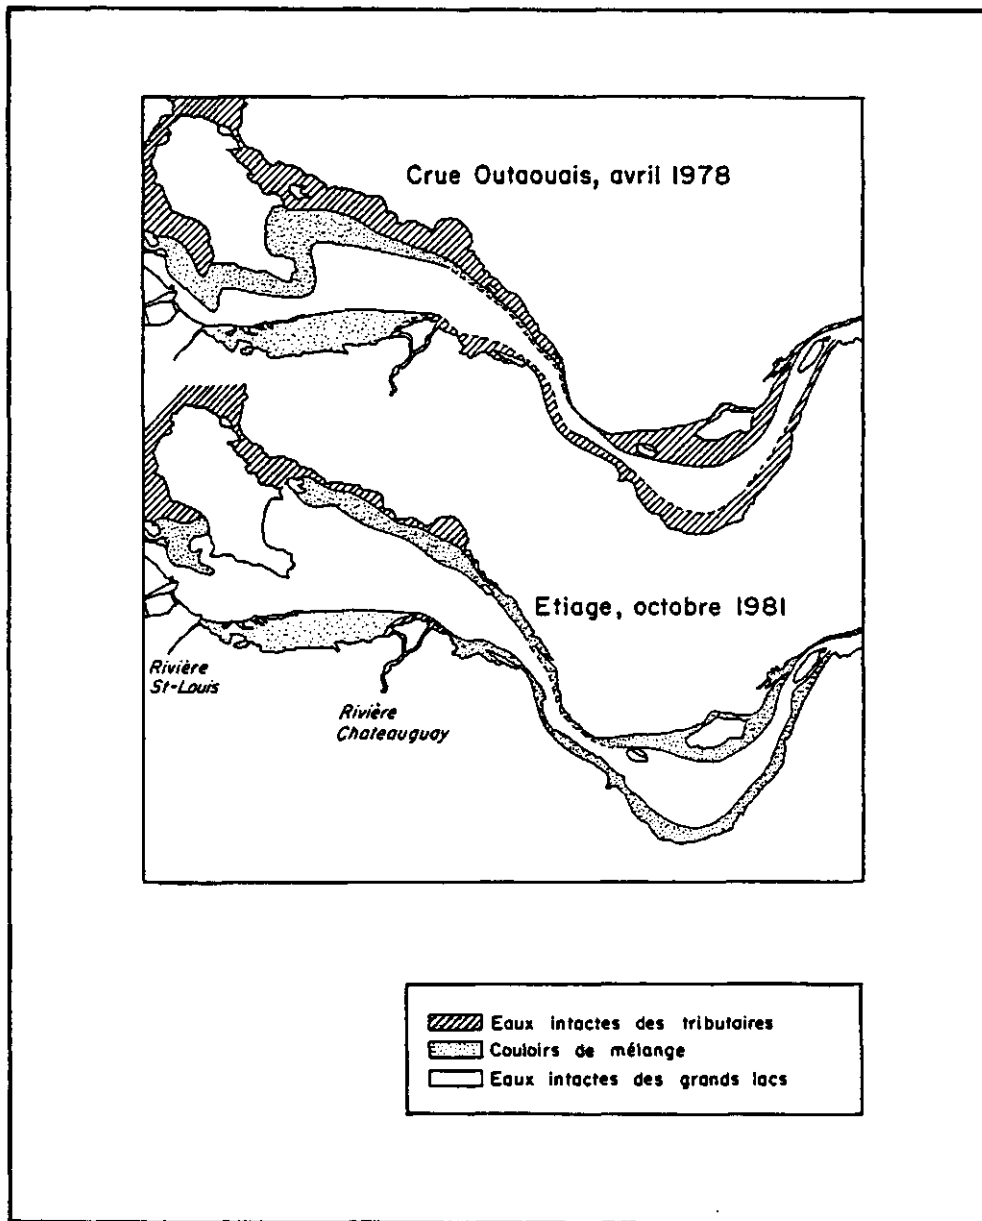 Crue Outaouais, avril 1978
Etiage, octobre 1981
Rivière
St-Louis
Rivière
Chateauguay
Eaux intactes des tributaires
Couloirs de mélange
Eaux intactes des grands lacs